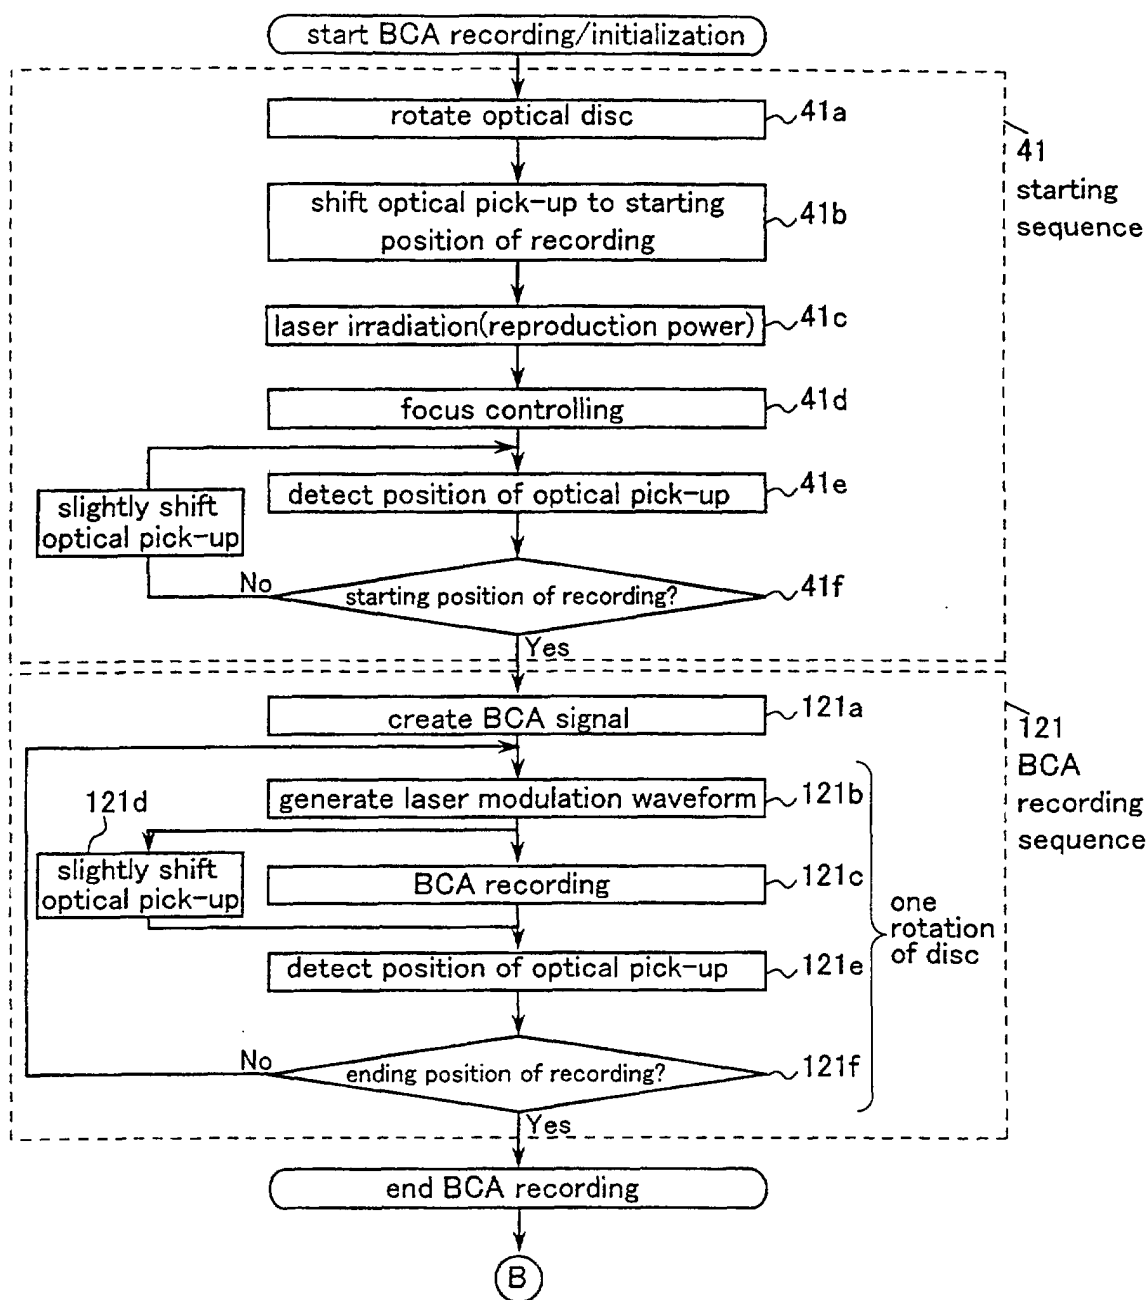 start BCA recording/initialization
rotate optical disc
41a
shift optical pick-up to starting
position of recording
41b
laser irradiation(reproduction power)
41c
focus controlling
41d
detect position of optical pick-up
41e
slightly shift
optical pick-up
No
starting position of recording?
41f
Yes
41
starting
sequence
create BCA signal
121a
generate laser modulation waveform
121b
121d
slightly shift
optical pick-up
BCA recording
121c
detect position of optical pick-up
121e
No
ending position of recording?
121f
Yes
one
rotation
of disc
121
BCA
recording
sequence
end BCA recording
B